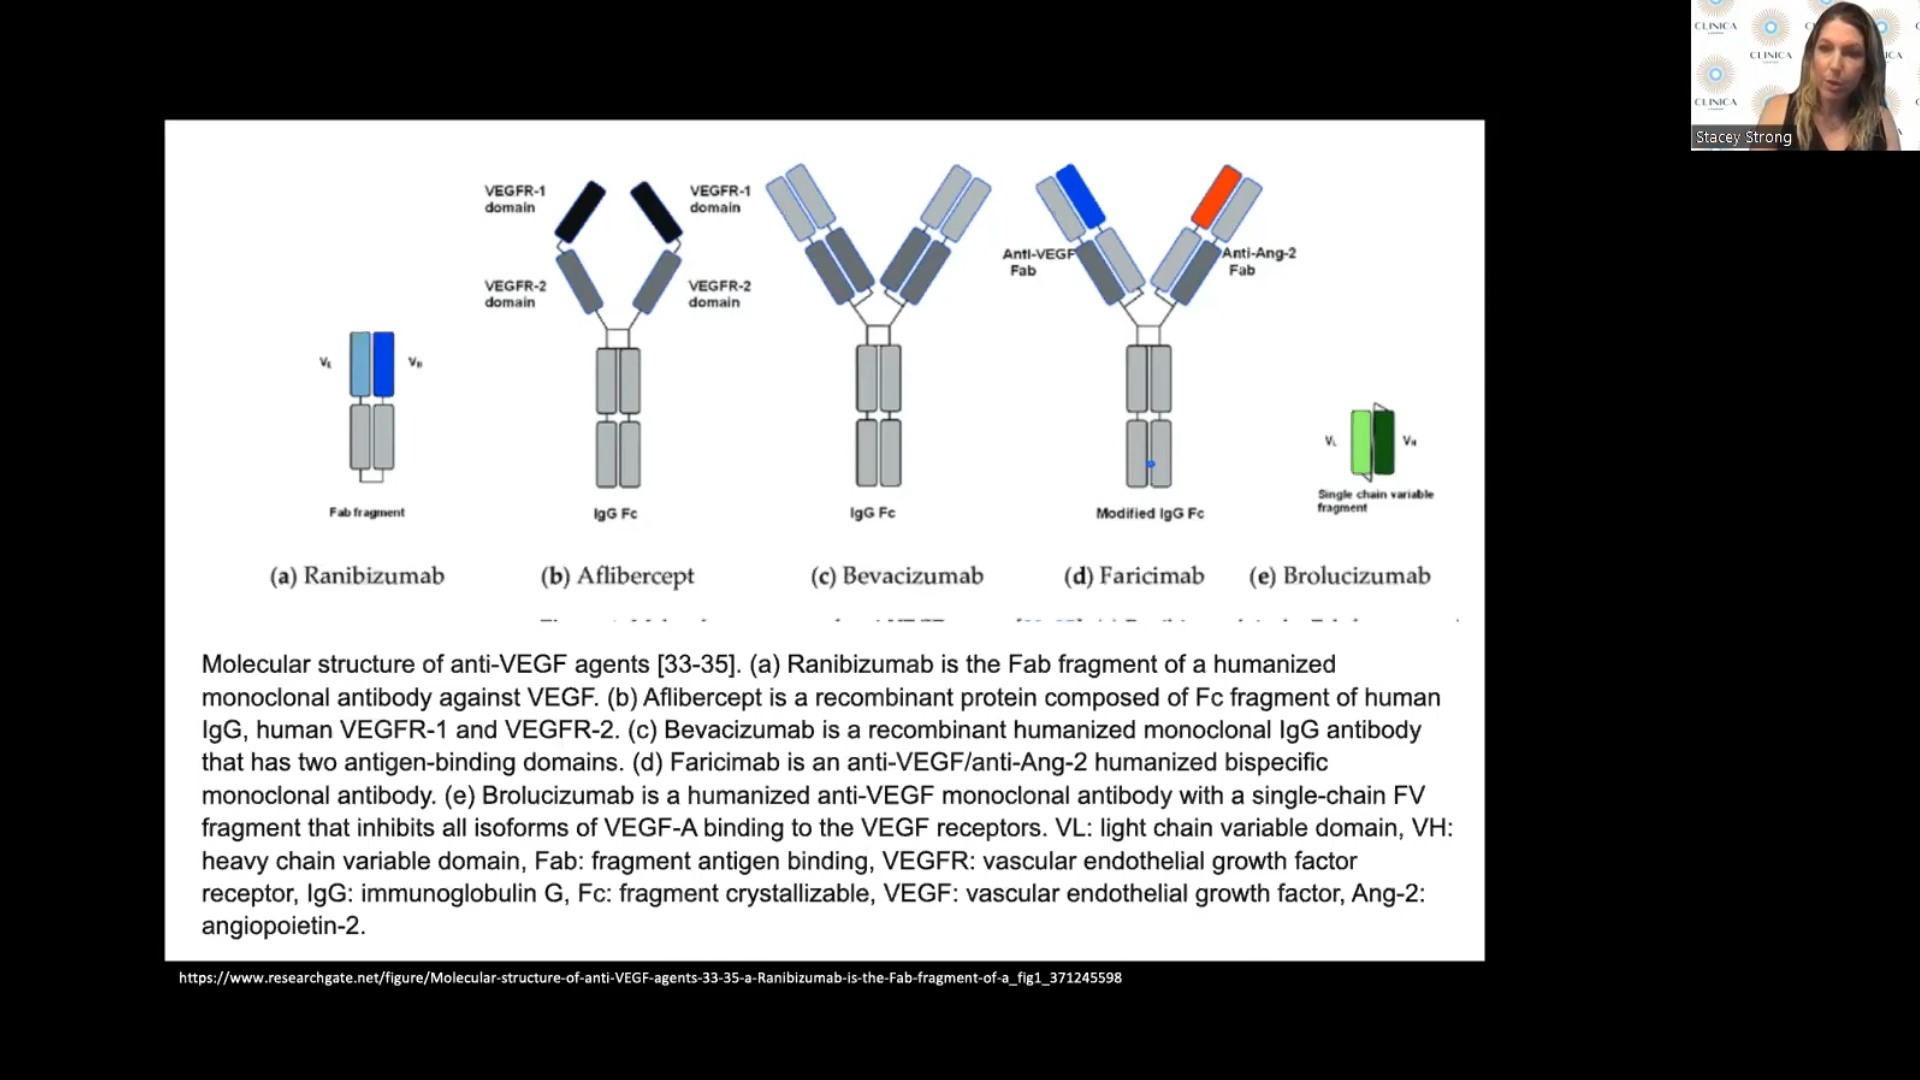 CLINICA
CLINICA
CLINICA
Stacey Strong
VEGFR-1
domain
VEGFR-1
domain
VEGFR-2
domain
VEGFR-2
domain
Anti-VEGF
Fab
Anti-Ang-2
Fab
VL
VH
VL
VH
Single chain variable
fragment
Fab fragment
IgG Fc
IgG Fc
Modified IgG Fc
(a) Ranibizumab
(b) Aflibercept
(c) Bevacizumab
(d) Faricimab
(e) Brolucizumab
Molecular structure of anti-VEGF agents [33-35]. (a) Ranibizumab is the Fab fragment of a humanized
monoclonal antibody against VEGF. (b) Aflibercept is a recombinant protein composed of Fc fragment of human
IgG, human VEGFR-1 and VEGFR-2. (c) Bevacizumab is a recombinant humanized monoclonal IgG antibody
that has two antigen-binding domains. (d) Faricimab is an anti-VEGF/anti-Ang-2 humanized bispecific
monoclonal antibody. (e) Brolucizumab is a humanized anti-VEGF monoclonal antibody with a single-chain FV
fragment that inhibits all isoforms of VEGF-A binding to the VEGF receptors. VL: light chain variable domain, VH:
heavy chain variable domain, Fab: fragment antigen binding, VEGFR: vascular endothelial growth factor
receptor, IgG: immunoglobulin G, Fc: fragment crystallizable, VEGF: vascular endothelial growth factor, Ang-2:
angiopoietin-2.
https://www.researchgate.net/figure/Molecular-structure-of-anti-VEGF-agents-33-35-a-Ranibizumab-is-the-Fab-fragment-of-a_fig1_371245598